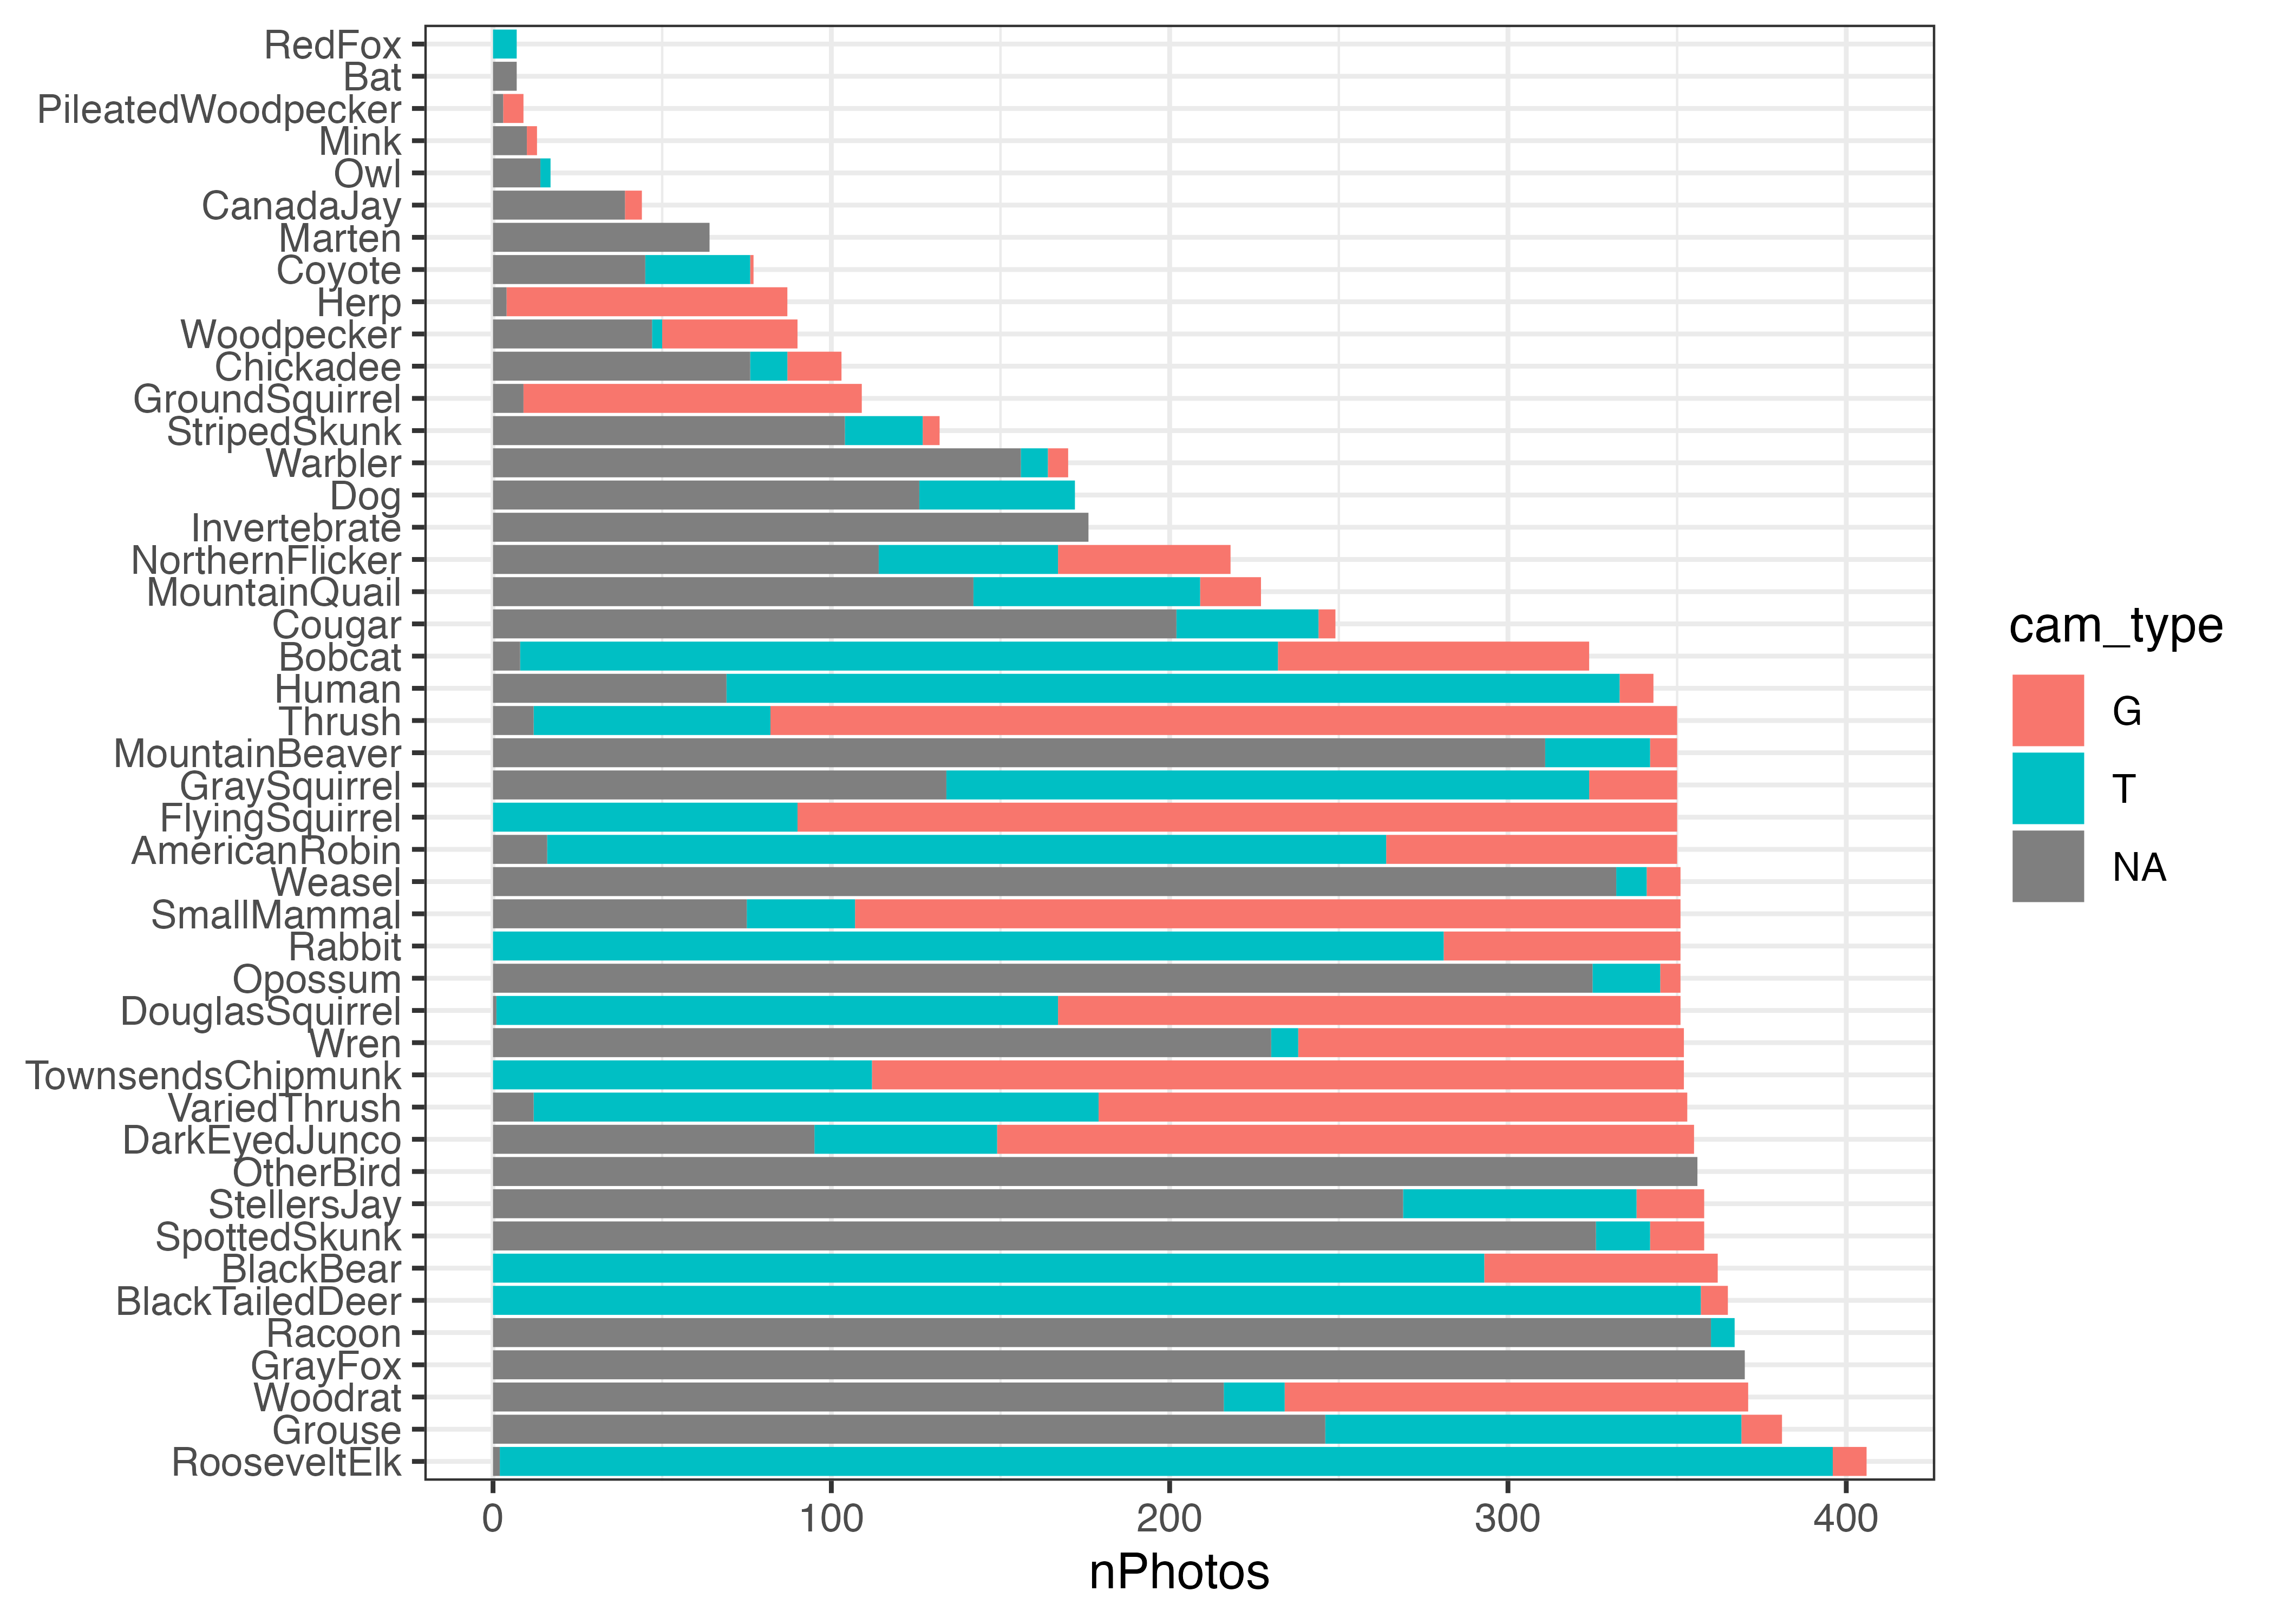 RedFox
Bat
PileatedWoodpecker
Mink
Owl
CanadaJay
Marten
Coyote
Herp
Woodpecker
Chickadee
GroundSquirrel
StripedSkunk
Warbler
Dog
Invertebrate
NorthernFlicker
MountainQuail
Cougar
Bobcat
Human
Thrush
MountainBeaver
GraySquirrel
FlyingSquirrel
AmericanRobin
Weasel
SmallMammal
Rabbit
Opossum
DouglasSquirrel
Wren
TownsendsChipmunk
VariedThrush
DarkEyedJunco
OtherBird
StellersJay
SpottedSkunk
BlackBear
BlackTailedDeer
Racoon
GrayFox
Woodrat
Grouse
RooseveltElk
0 100 200 300 400
nPhotos
cam_type
G
T
NA